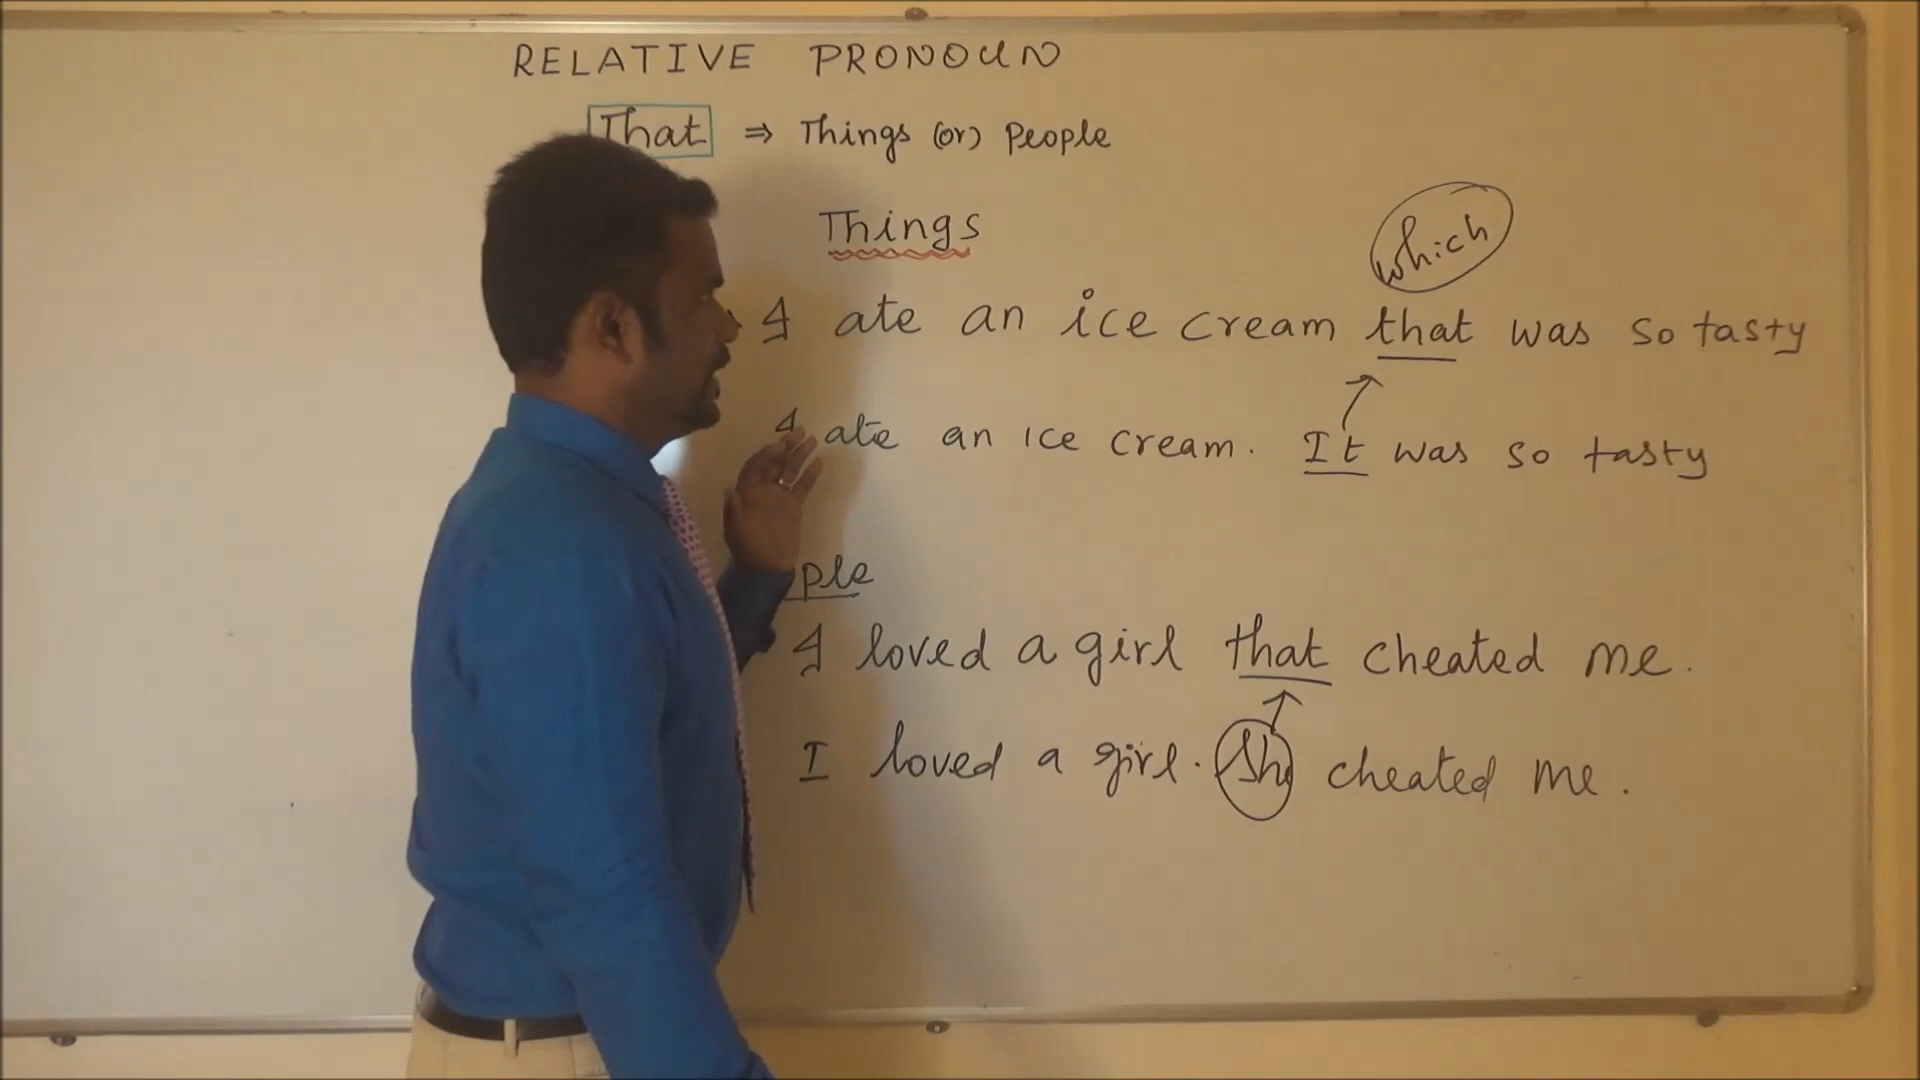 RELATIVE PRONOUN
That ⇒ Things (or) People
Things
which
I ate an ice cream that was so tasty
I ate an ice cream. It was so tasty
ple
I loved a girl that cheated me.
I loved a girl. She cheated me.